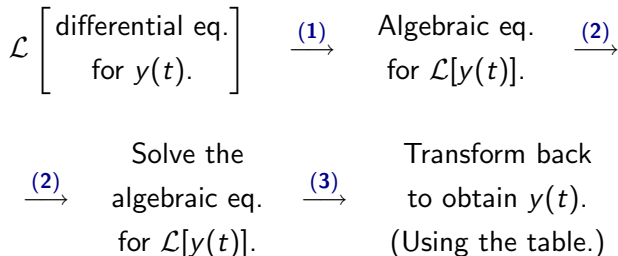 ℒ [ differential eq. for y(t). ] (1)⟶ Algebraic eq. for ℒ[y(t)]. (2)⟶
(2)⟶ Solve the algebraic eq. for ℒ[y(t)]. (3)⟶ Transform back to obtain y(t). (Using the table.)